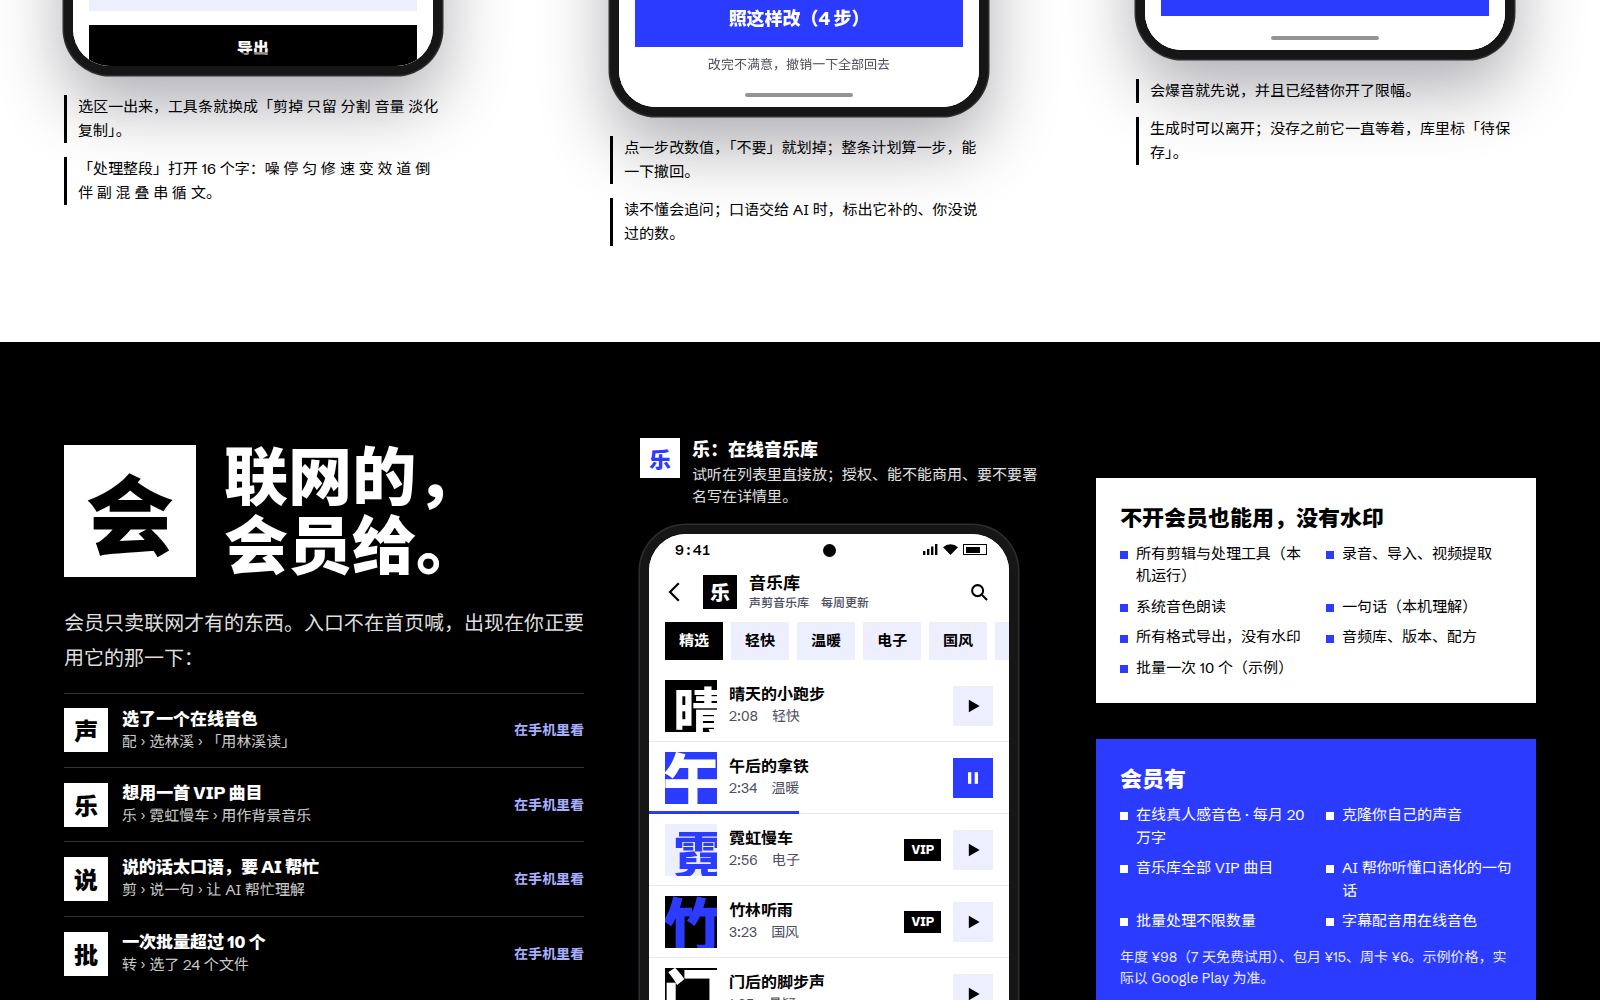 导出
选区一出来，工具条就换成「剪掉 只留 分割 音量 淡化
复制」。
「处理整段」打开 16 个字：噪 停 匀 修 速 变 效 道 倒
伴 副 混 叠 串 循 文。
照这样改（4 步）
改完不满意，撤销一下全部回去
点一步改数值，「不要」就划掉；整条计划算一步，能
一下撤回。
读不懂会追问；口语交给 AI 时，标出它补的、你没说
过的数。
会爆音就先说，并且已经替你开了限幅。
生成时可以离开；没存之前它一直等着，库里标「待保
存」。
会
联网的，
会员给。
会员只卖联网才有的东西。入口不在首页喊，出现在你正要
用它的那一下：
声
选了一个在线音色
配 › 选林溪 › 「用林溪读」
在手机里看
乐
想用一首 VIP 曲目
乐 › 霓虹慢车 › 用作背景音乐
在手机里看
说
说的话太口语，要 AI 帮忙
剪 › 说一句 › 让 AI 帮忙理解
在手机里看
批
一次批量超过 10 个
转 › 选了 24 个文件
在手机里看
乐
乐：在线音乐库
试听在列表里直接放；授权、能不能商用、要不要署
名写在详情里。
9:41
乐
音乐库
声剪音乐库 每周更新
精选 轻快 温暖 电子 国风
晴
晴天的小跑步
2:08 轻快
午
午后的拿铁
2:34 温暖
霓
霓虹慢车
2:56 电子
VIP
竹
竹林听雨
3:23 国风
VIP
门
门后的脚步声
不开会员也能用，没有水印
所有剪辑与处理工具（本
机运行）
录音、导入、视频提取
系统音色朗读
一句话（本机理解）
所有格式导出，没有水印
音频库、版本、配方
批量一次 10 个（示例）
会员有
在线真人感音色 · 每月 20
万字
克隆你自己的声音
音乐库全部 VIP 曲目
AI 帮你听懂口语化的一句
话
批量处理不限数量
字幕配音用在线音色
年度 ¥98（7 天免费试用）、包月 ¥15、周卡 ¥6。示例价格，实
际以 Google Play 为准。